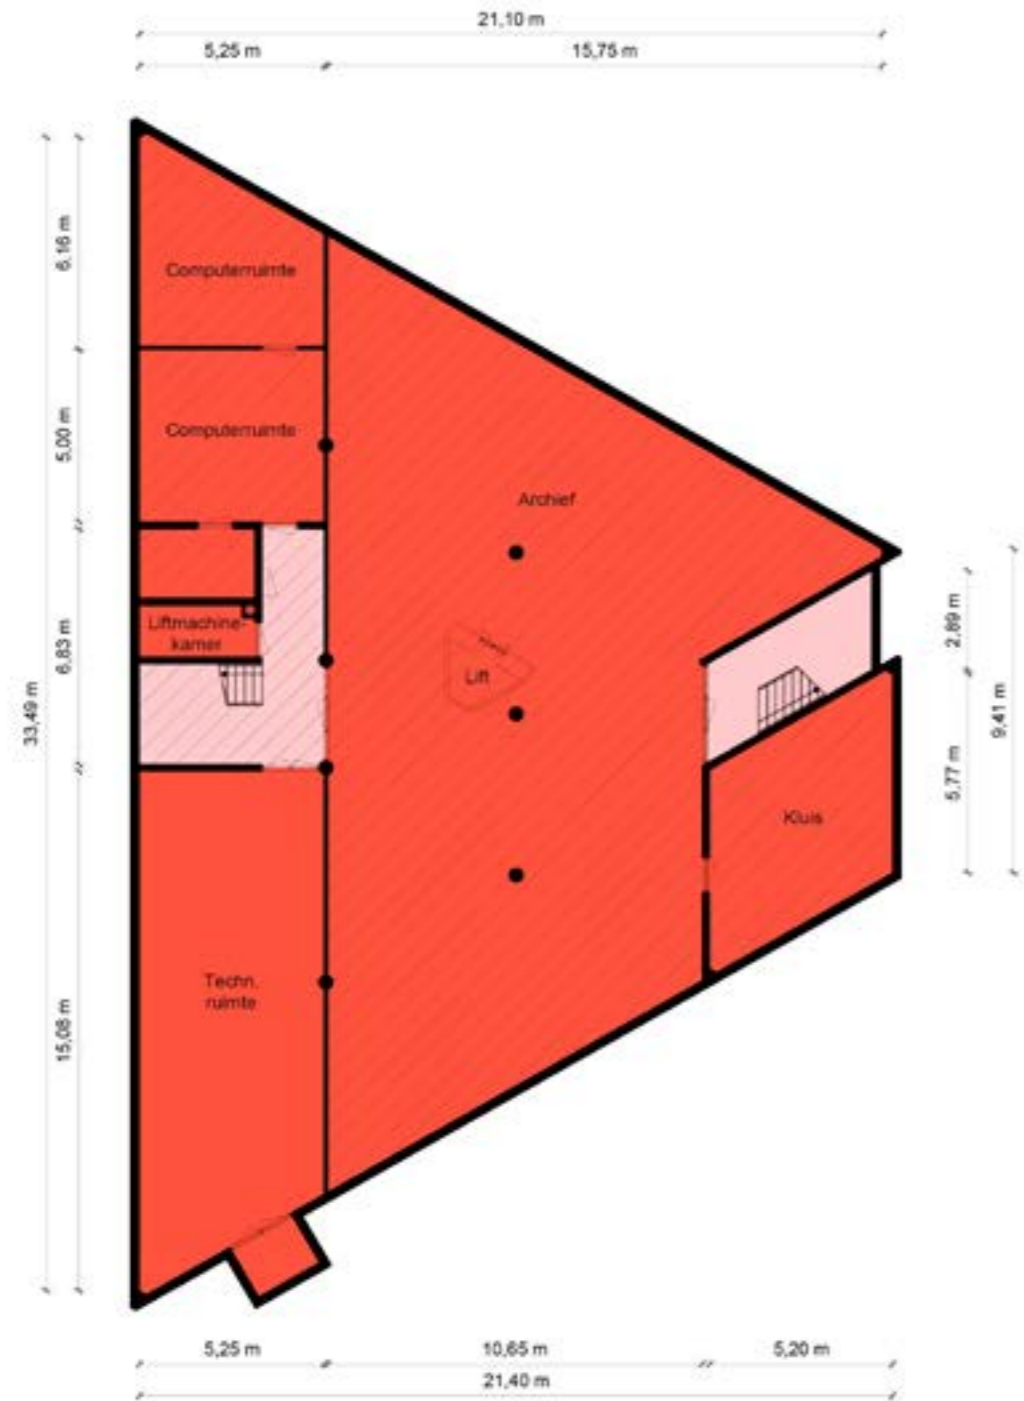 21,10 m
5,25 m
15,75 m
6,16 m
5,00 m
6,83 m
15,08 m
33,49 m
Computerruimte
Computerruimte
Archief
Liftmachine-
kamer
Lift
Kluis
Techn.
ruimte
2,89 m
5,77 m
9,41 m
5,25 m
10,65 m
5,20 m
21,40 m